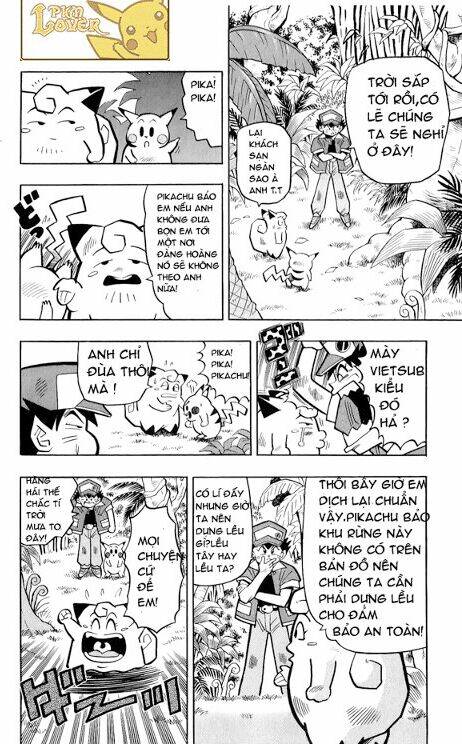 PKM
LOVER
TRỜI SẮP
TỚI RỒI,CÓ
LẼ CHÚNG
TA SẼ NGHỈ
Ở ĐÂY!
LẠI
KHÁCH
SẠN
NGÀN
SAO À
ANH T.T
PIKA!
PIKA!
PIKACHU BẢO
EM NẾU ANH
KHÔNG ĐƯA
BỌN EM TỚI
MỘT NƠI
ĐÀNG HOÀNG
NÓ SẼ KHÔNG
THEO ANH
NỮA!
MÀY
VIETSUB
KIỂU
ĐÓ
HẢ ?
PIKA!
PIKA!
PIKACHU!
ANH CHỈ
ĐÙA THÔI
MÀ !
THÔI BÂY GIỜ EM
DỊCH LẠI CHUẨN
VẬY.PIKACHU BẢO
KHU RỪNG NÀY
KHÔNG CÓ TRÊN
BẢN ĐỒ NÊN
CHÚNG TA CẦN
PHẢI DỰNG LỀU
CHO ĐẢM
BẢO AN TOÀN!
CÓ LÍ ĐẤY
NHƯNG GIỜ
TA NÊN
DỰNG LỀU
GÌ?LỀU
TÂY HAY
LỀU TA?
HĂNG
HÁI THẾ
CHẮC TÍ
TRỜI
MƯA TO
ĐÂY!
MỌI
CHUYỆN
CỨ
ĐỂ
EM!